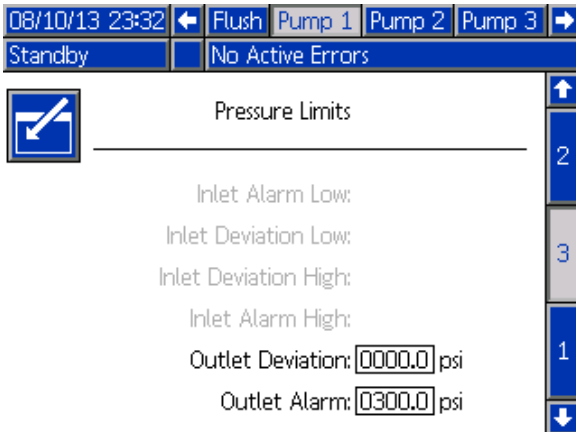 08/10/13 23:32 Flush Pump 1 Pump 2 Pump 3
Standby No Active Errors
Pressure Limits
2
Inlet Alarm Low:
Inlet Deviation Low:
3
Inlet Deviation High:
Inlet Alarm High:
Outlet Deviation: 0000.0 psi
1
Outlet Alarm: 0300.0 psi